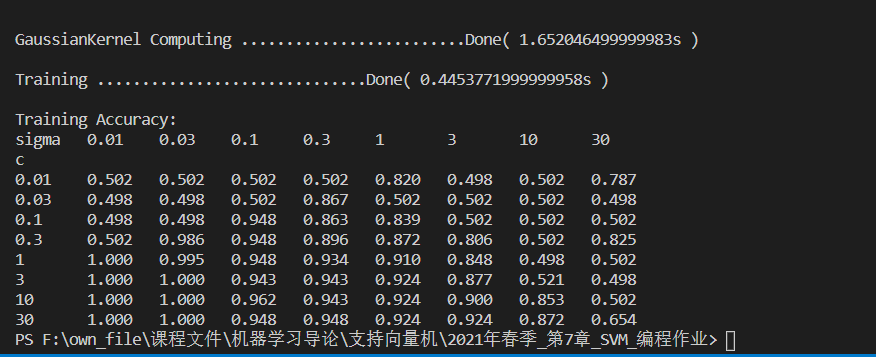 GaussianKernel Computing ..........................Done( 1.652046499999983s )
Training ...............................Done( 0.4453771999999958s )
Training Accuracy:
sigma 0.01 0.03 0.1 0.3 1 3 10 30
c
0.01 0.502 0.502 0.502 0.502 0.820 0.498 0.502 0.787
0.03 0.498 0.498 0.502 0.867 0.502 0.502 0.502 0.498
0.1 0.498 0.498 0.948 0.863 0.839 0.502 0.502 0.502
0.3 0.502 0.986 0.948 0.896 0.872 0.806 0.502 0.825
1 1.000 0.995 0.948 0.934 0.910 0.848 0.498 0.502
3 1.000 1.000 0.943 0.943 0.924 0.877 0.521 0.498
10 1.000 1.000 0.962 0.943 0.924 0.900 0.853 0.502
30 1.000 1.000 0.948 0.948 0.924 0.924 0.872 0.654
PS F:\own_file\课程文件\机器学习导论\支持向量机\2021年春季_第7章_SVM_编程作业>